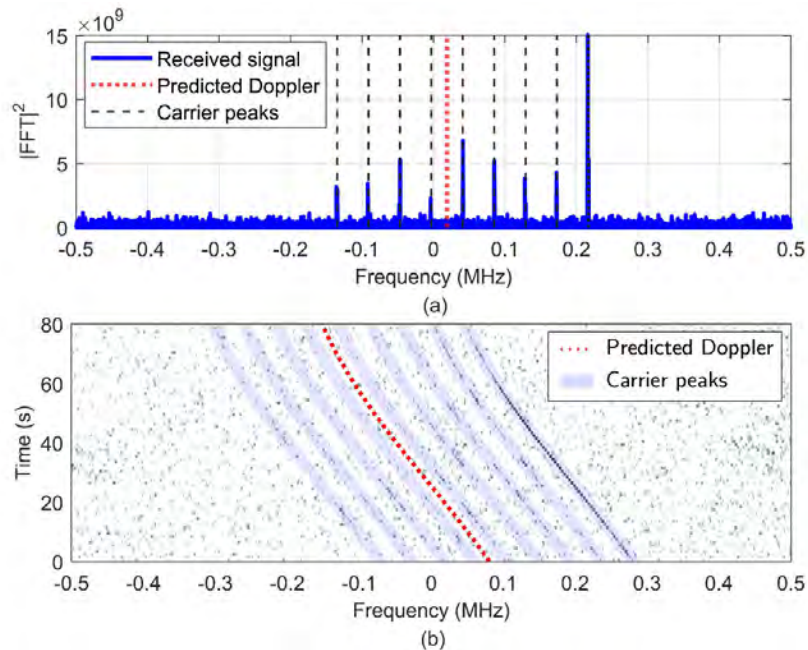 ×10⁹
15
10
5
0
|FFT|²
Received signal
Predicted Doppler
Carrier peaks
-0.5 -0.4 -0.3 -0.2 -0.1 0 0.1 0.2 0.3 0.4 0.5
Frequency (MHz)
(a)
80
60
40
20
0
Time (s)
Predicted Doppler
Carrier peaks
-0.5 -0.4 -0.3 -0.2 -0.1 0 0.1 0.2 0.3 0.4 0.5
Frequency (MHz)
(b)